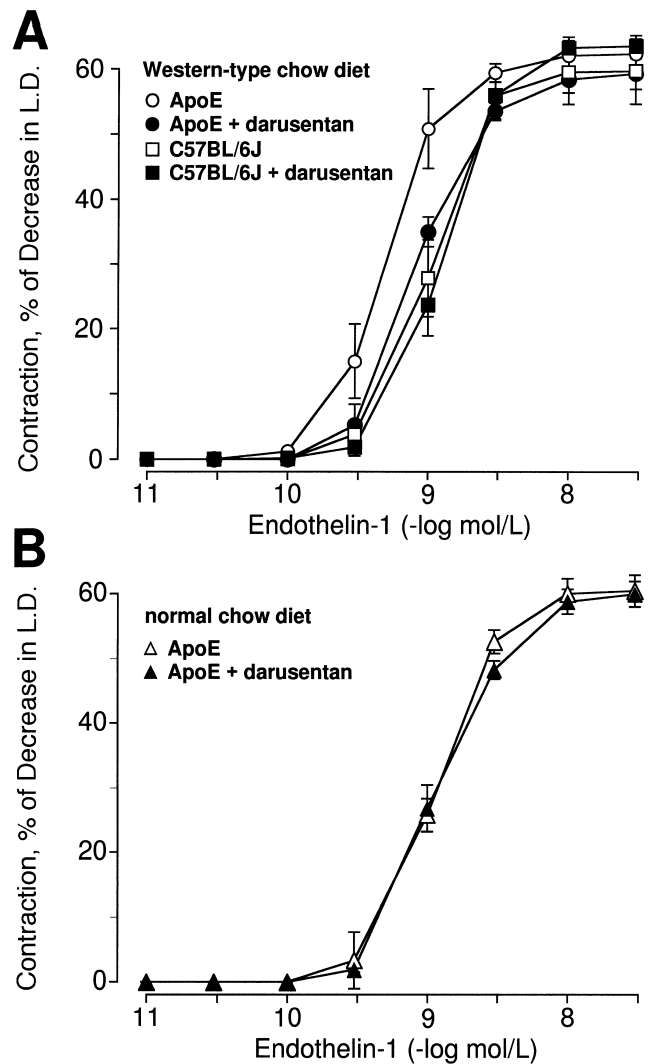 A
Contraction, % of Decrease in L.D.
Western-type chow diet
ApoE
ApoE + darusentan
C57BL/6J
C57BL/6J + darusentan
60
40
20
0
11 10 9 8
Endothelin-1 (-log mol/L)
B
Contraction, % of Decrease in L.D.
normal chow diet
ApoE
ApoE + darusentan
60
40
20
0
11 10 9 8
Endothelin-1 (-log mol/L)